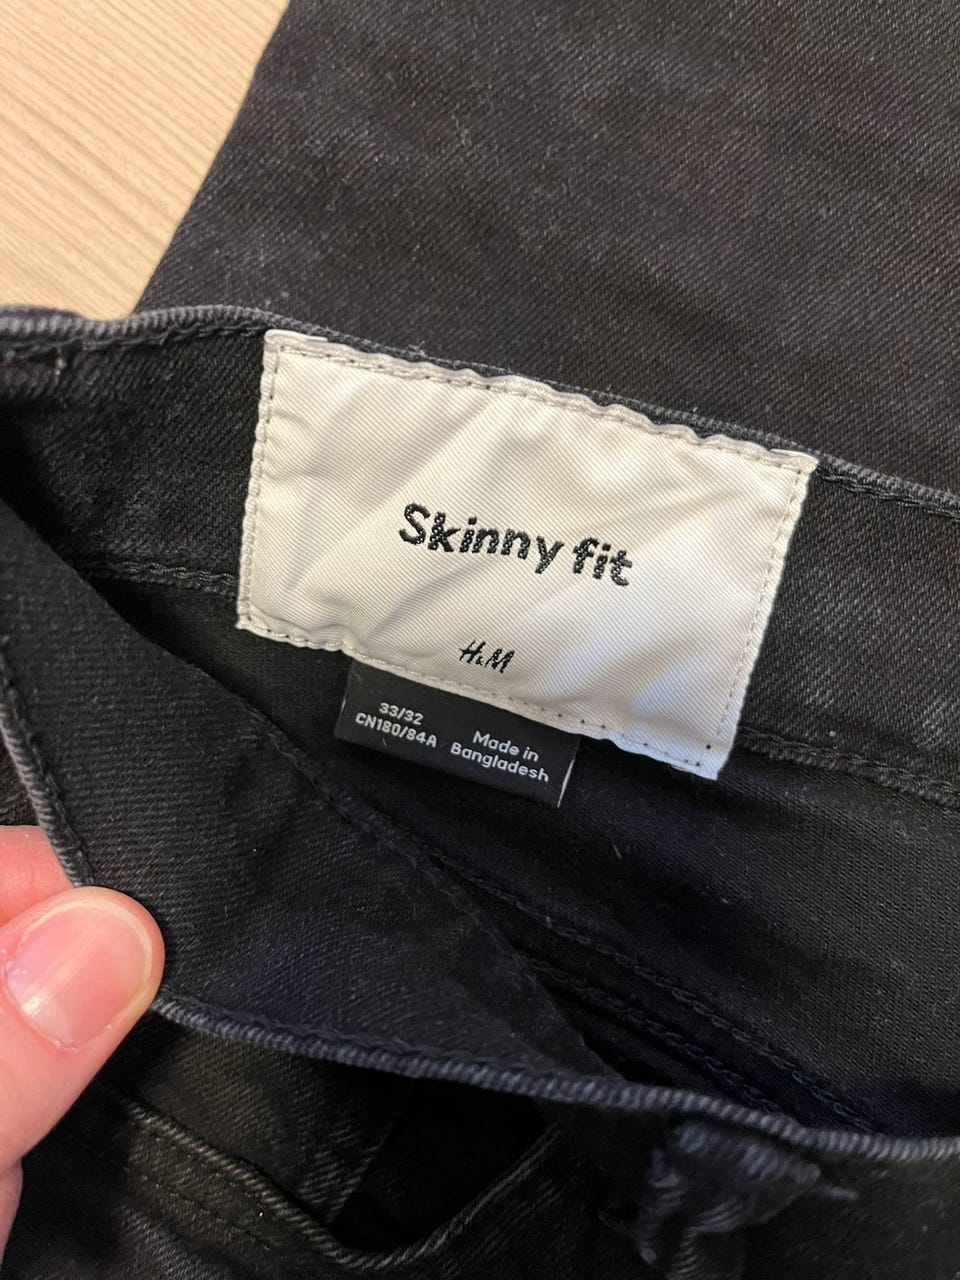 Skinny fit
H&M
33/32
CN180/84A
Made in
Bangladesh